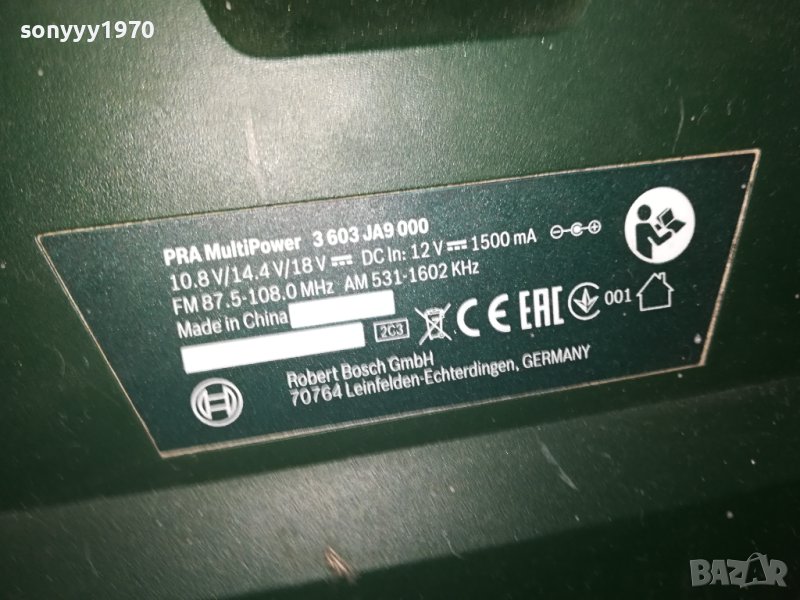 sonyyy1970
PRA MultiPower 3 603 JA9 000
10.8 V/14.4 V/18 V ⎓ DC In: 12 V ⎓ 1500 mA
FM 87.5-108.0 MHz AM 531-1602 KHz
Made in China
2C3 CE EAC 001
Robert Bosch GmbH
70764 Leinfelden-Echterdingen, GERMANY
BAZAR